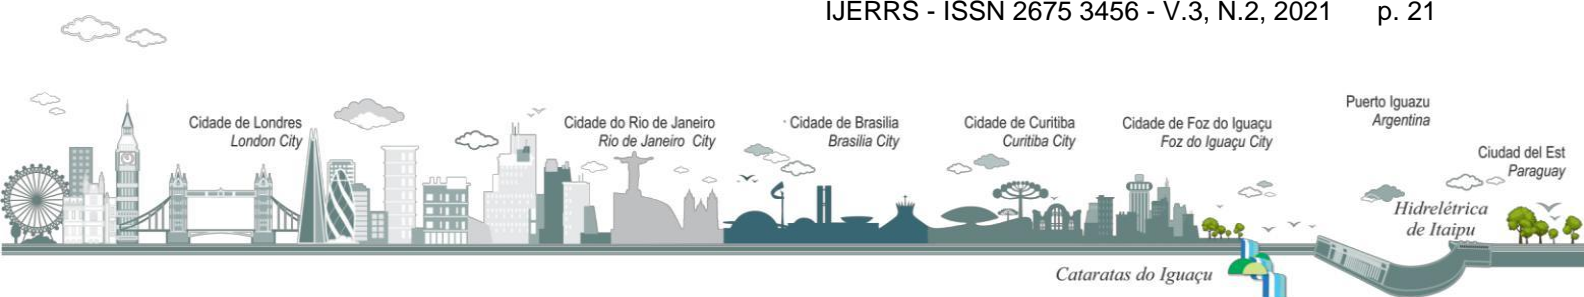 IJERRS - ISSN 2675 3456 - V.3, N.2, 2021 p. 21
Cidade de Londres
London City
Cidade do Rio de Janeiro
Rio de Janeiro City
Cidade de Brasilia
Brasilia City
Cidade de Curitiba
Curitiba City
Cidade de Foz do Iguaçu
Foz do Iguaçu City
Puerto Iguazu
Argentina
Ciudad del Est
Paraguay
Hidrelétrica
de Itaipu
Cataratas do Iguaçu